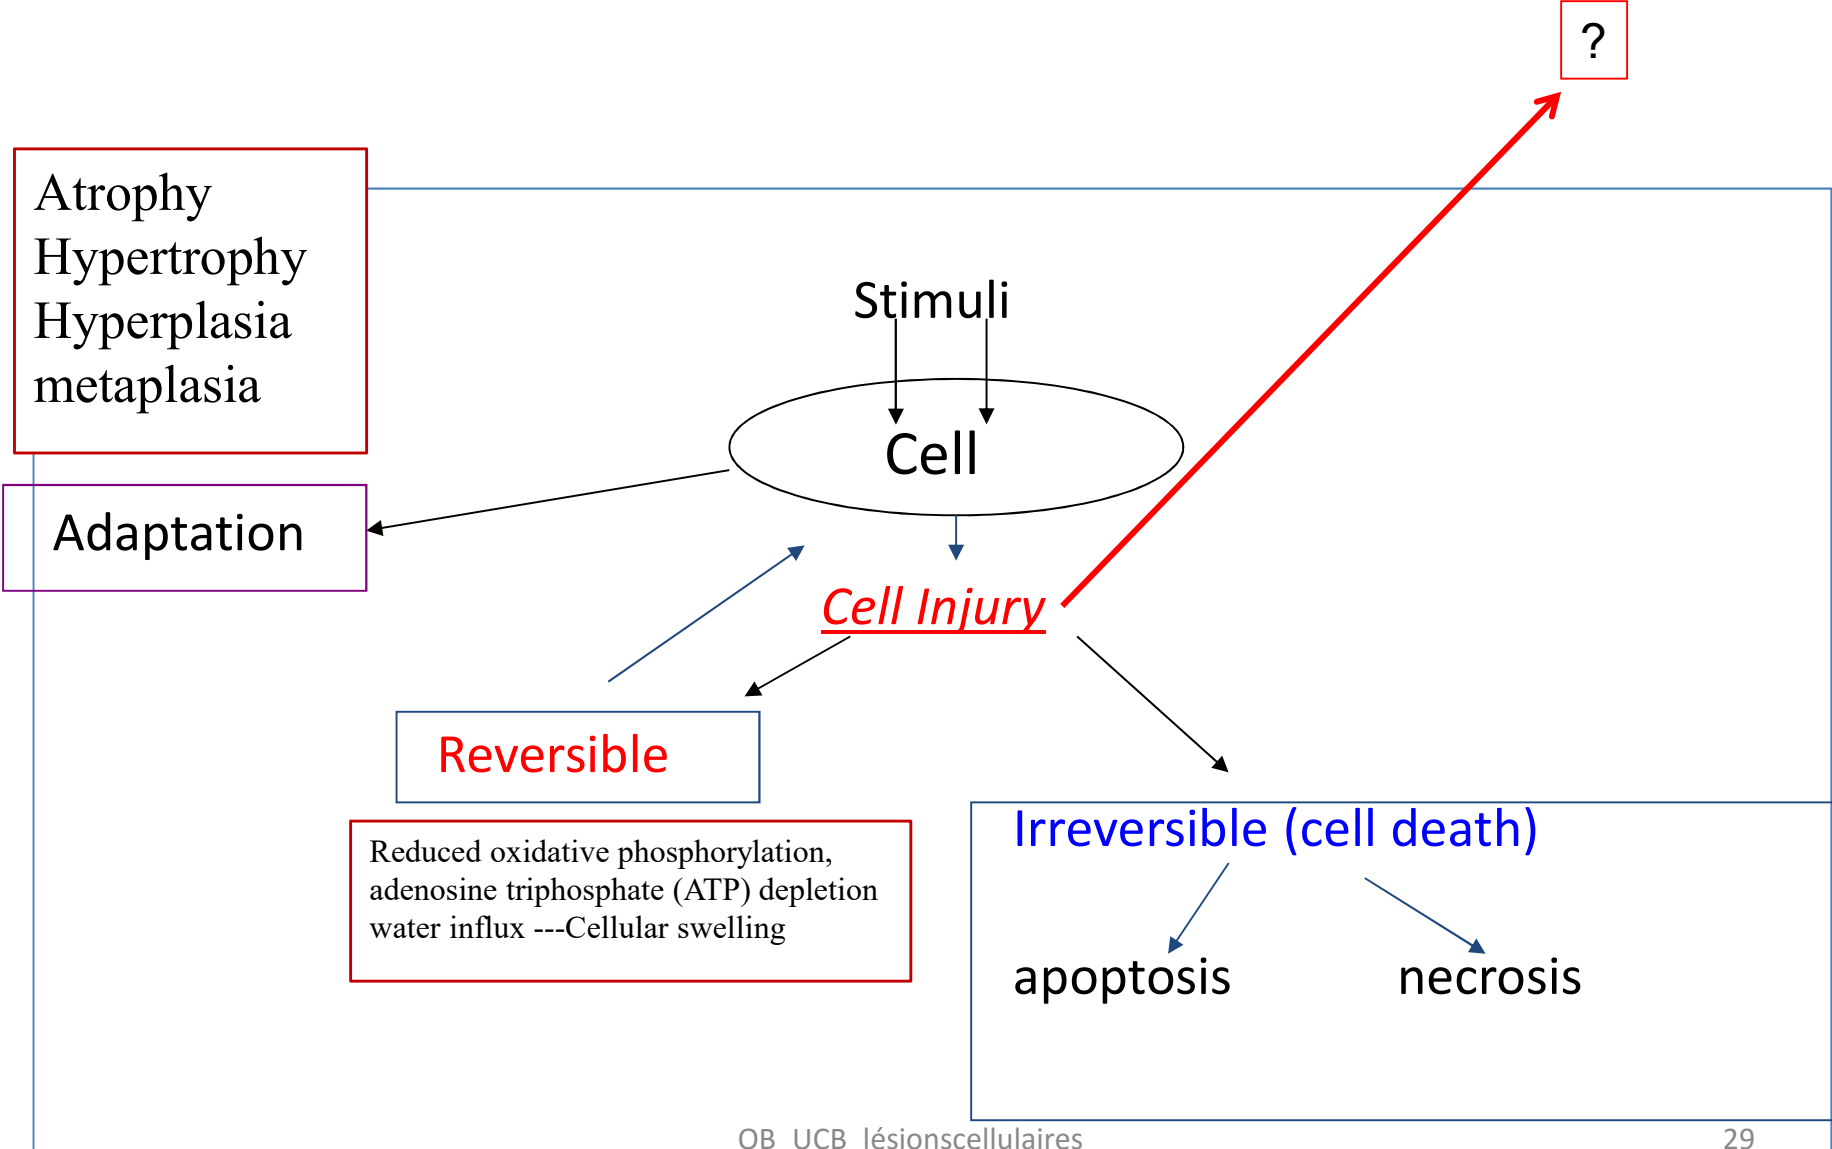 ?
Atrophy
Hypertrophy
Hyperplasia
metaplasia
Stimuli
Cell
Adaptation
Cell Injury
Reversible
Reduced oxidative phosphorylation,
adenosine triphosphate (ATP) depletion
water influx ---Cellular swelling
Irreversible (cell death)
apoptosis necrosis
OB UCB lésionscellulaires 29